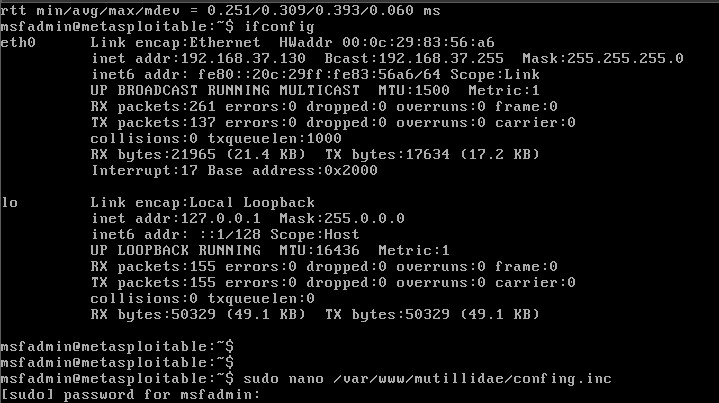 rtt min/avg/max/mdev = 0.251/0.309/0.393/0.060 ms
msfadmin@metasploitable:~$ ifconfig
eth0      Link encap:Ethernet  HWaddr 00:0c:29:83:56:a6
          inet addr:192.168.37.130  Bcast:192.168.37.255  Mask:255.255.255.0
          inet6 addr: fe80::20c:29ff:fe83:56a6/64 Scope:Link
          UP BROADCAST RUNNING MULTICAST  MTU:1500  Metric:1
          RX packets:261 errors:0 dropped:0 overruns:0 frame:0
          TX packets:137 errors:0 dropped:0 overruns:0 carrier:0
          collisions:0 txqueuelen:1000
          RX bytes:21965 (21.4 KB)  TX bytes:17634 (17.2 KB)
          Interrupt:17 Base address:0x2000
lo        Link encap:Local Loopback
          inet addr:127.0.0.1  Mask:255.0.0.0
          inet6 addr: ::1/128 Scope:Host
          UP LOOPBACK RUNNING  MTU:16436  Metric:1
          RX packets:155 errors:0 dropped:0 overruns:0 frame:0
          TX packets:155 errors:0 dropped:0 overruns:0 carrier:0
          collisions:0 txqueuelen:0
          RX bytes:50329 (49.1 KB)  TX bytes:50329 (49.1 KB)
msfadmin@metasploitable:~$
msfadmin@metasploitable:~$
msfadmin@metasploitable:~$ sudo nano /var/www/mutillidae/confing.inc
[sudo] password for msfadmin: